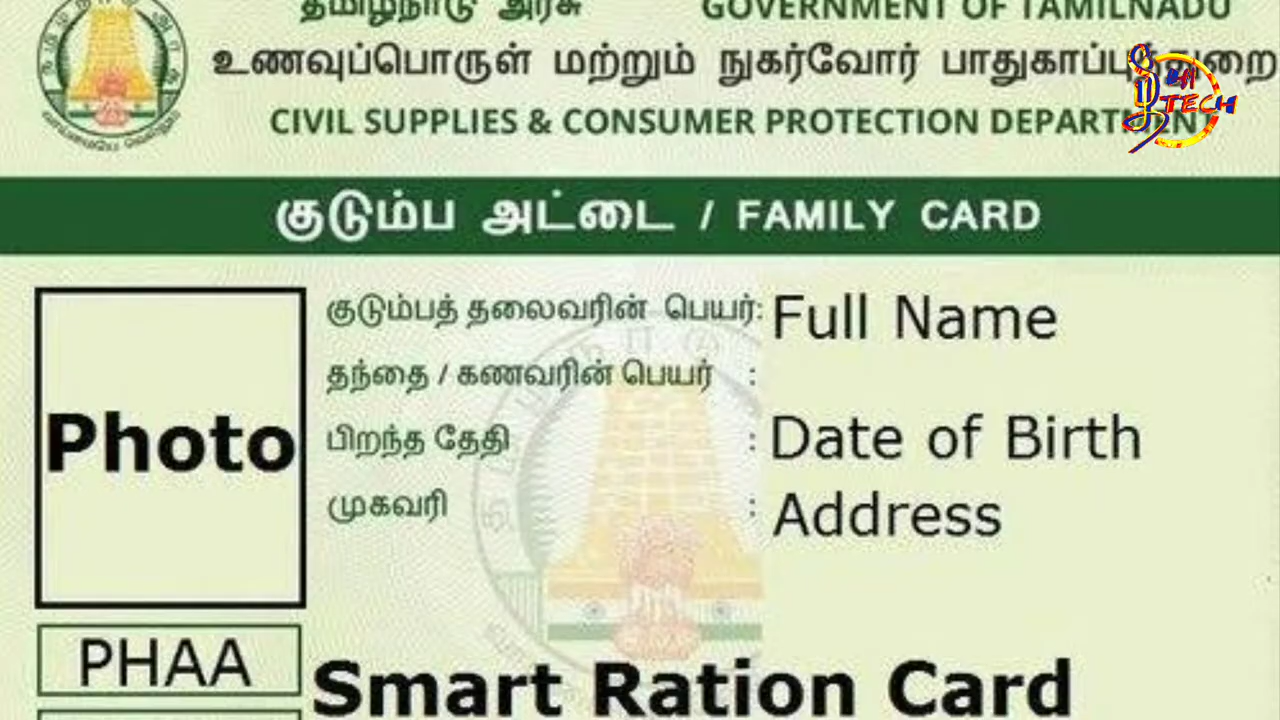 தமிழ்நாடு அரசு GOVERNMENT OF TAMILNADU
உணவுப்பொருள் மற்றும் நுகர்வோர் பாதுகாப்புத்துறை
CIVIL SUPPLIES & CONSUMER PROTECTION DEPARTMENT
TECH
குடும்ப அட்டை / FAMILY CARD
Photo
குடும்பத் தலைவரின் பெயர்: Full Name
தந்தை / கணவரின் பெயர் :
பிறந்த தேதி : Date of Birth
முகவரி : Address
PHAA
Smart Ration Card